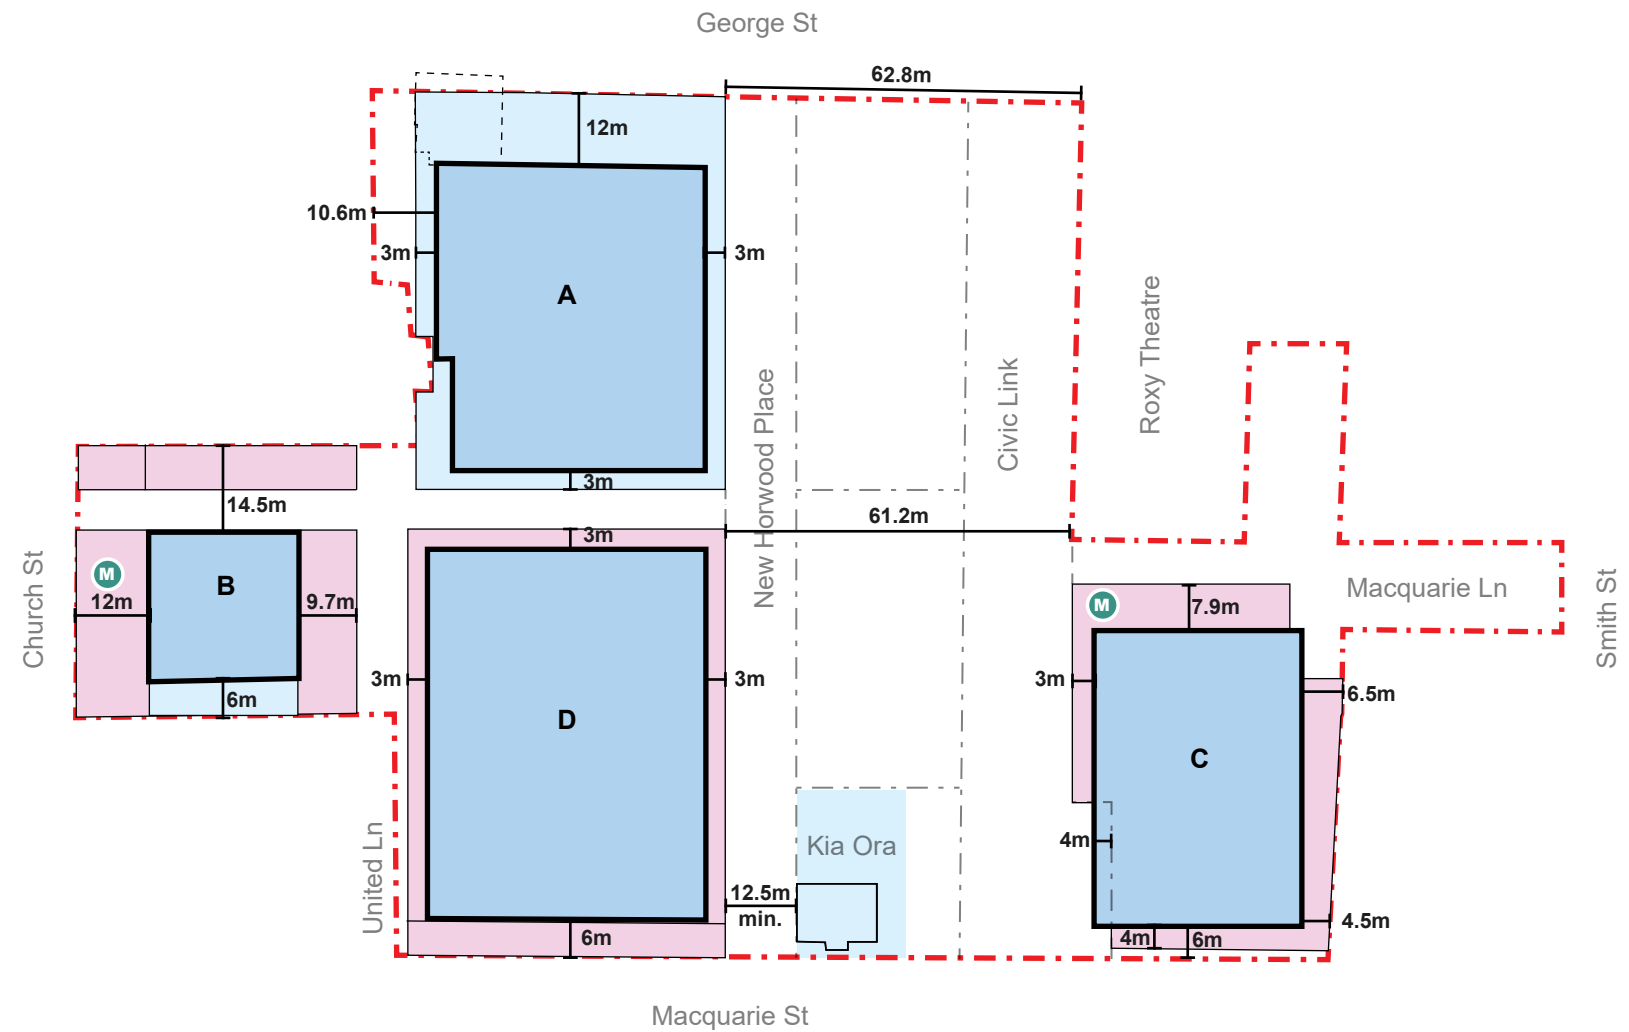 George St
62.8m
12m
10.6m
3m
3m
A
Roxy Theatre
Civic Link
New Horwood Place
3m
14.5m
61.2m
3m
Church St
M
B
12m
9.7m
Macquarie Ln
Smith St
M
7.9m
3m
3m
3m
6.5m
6m
D
C
United Ln
Kia Ora
4m
12.5m
min.
4.5m
6m
4m
6m
Macquarie St